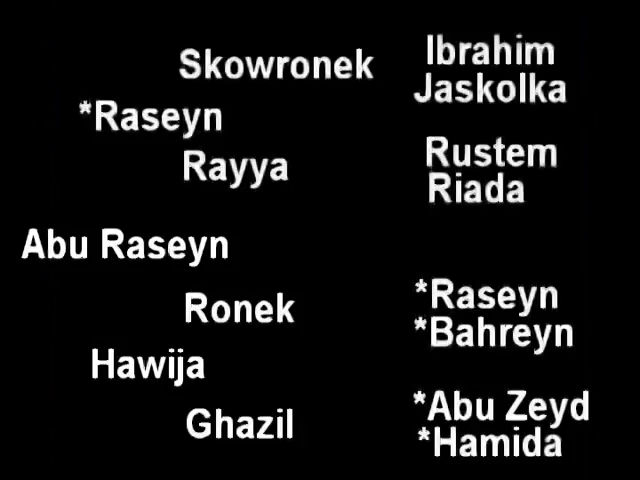 Skowronek
Ibrahim
Jaskolka
*Raseyn
Rayya
Rustem
Riada
Abu Raseyn
Ronek
*Raseyn
*Bahreyn
Hawija
Ghazil
*Abu Zeyd
*Hamida